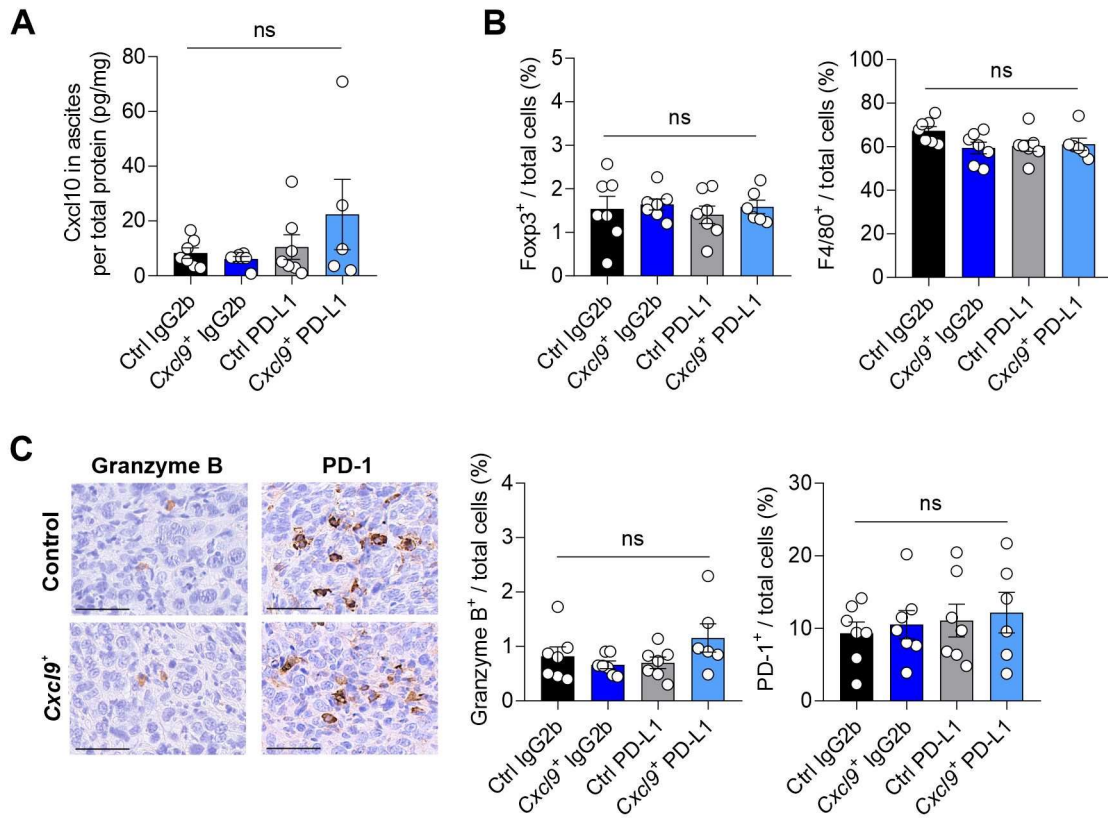 A
Cxcl10 in ascites
per total protein (pg/mg)
80
60
40
20
0
ns
Ctrl IgG2b
Cxcl9+ IgG2b
Ctrl PD-L1
Cxcl9+ PD-L1
B
Foxp3+ / total cells (%)
5
4
3
2
1
0
ns
Ctrl IgG2b
Cxcl9+ IgG2b
Ctrl PD-L1
Cxcl9+ PD-L1
F4/80+ / total cells (%)
100
80
60
40
20
0
ns
Ctrl IgG2b
Cxcl9+ IgG2b
Ctrl PD-L1
Cxcl9+ PD-L1
C
Granzyme B
PD-1
Control
Cxcl9+
Granzyme B+ / total cells (%)
4
3
2
1
0
ns
Ctrl IgG2b
Cxcl9+ IgG2b
Ctrl PD-L1
Cxcl9+ PD-L1
PD-1+ / total cells (%)
30
20
10
0
ns
Ctrl IgG2b
Cxcl9+ IgG2b
Ctrl PD-L1
Cxcl9+ PD-L1